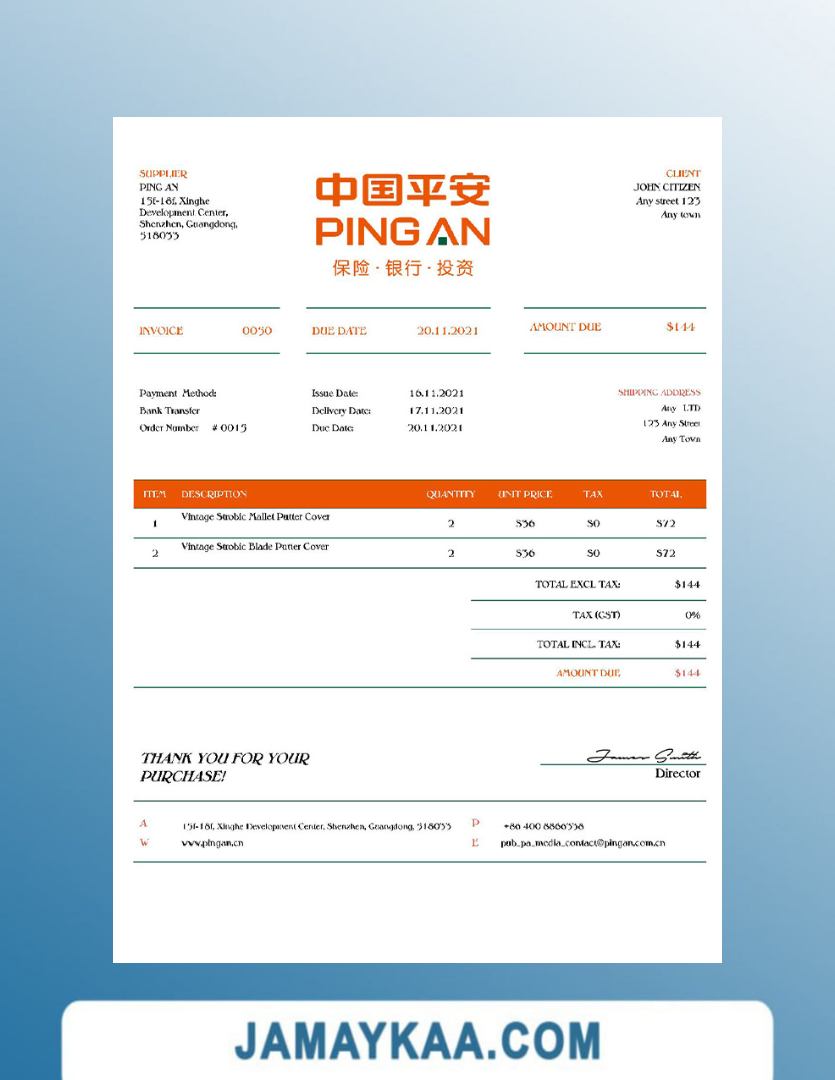 SUPPLIER
PING AN
15f-18f, Xinghe
Development Center,
Shenzhen, Guangdong,
518033
中国平安
PING AN
保险·银行·投资
CLIENT
JOHN CITIZEN
Any street 123
Any town
INVOICE 0050
DUE DATE 20.11.2021
AMOUNT DUE $144
Payment Method:
Bank Transfer
Order Number #0015
Issue Date: 16.11.2021
Delivery Date: 17.11.2021
Due Date: 20.11.2021
SHIPPING ADDRESS
Any LTD
123 Any Street
Any Town
ITEM DESCRIPTION QUANTITY UNIT PRICE TAX TOTAL
1 Vintage Strobic Mallet Putter Cover 2 $36 $0 $72
2 Vintage Strobic Blade Putter Cover 2 $36 $0 $72
TOTAL EXCL TAX: $144
TAX (GST) 0%
TOTAL INCL. TAX: $144
AMOUNT DUE $144
THANK YOU FOR YOUR
PURCHASE!
James Smith
Director
A 15f-18f, Xinghe Development Center, Shenzhen, Guangdong, 518033 P +86 400 8866338
W www.pingan.cn E pub_pa_media_contact@pingan.com.cn
JAMAYKAA.COM